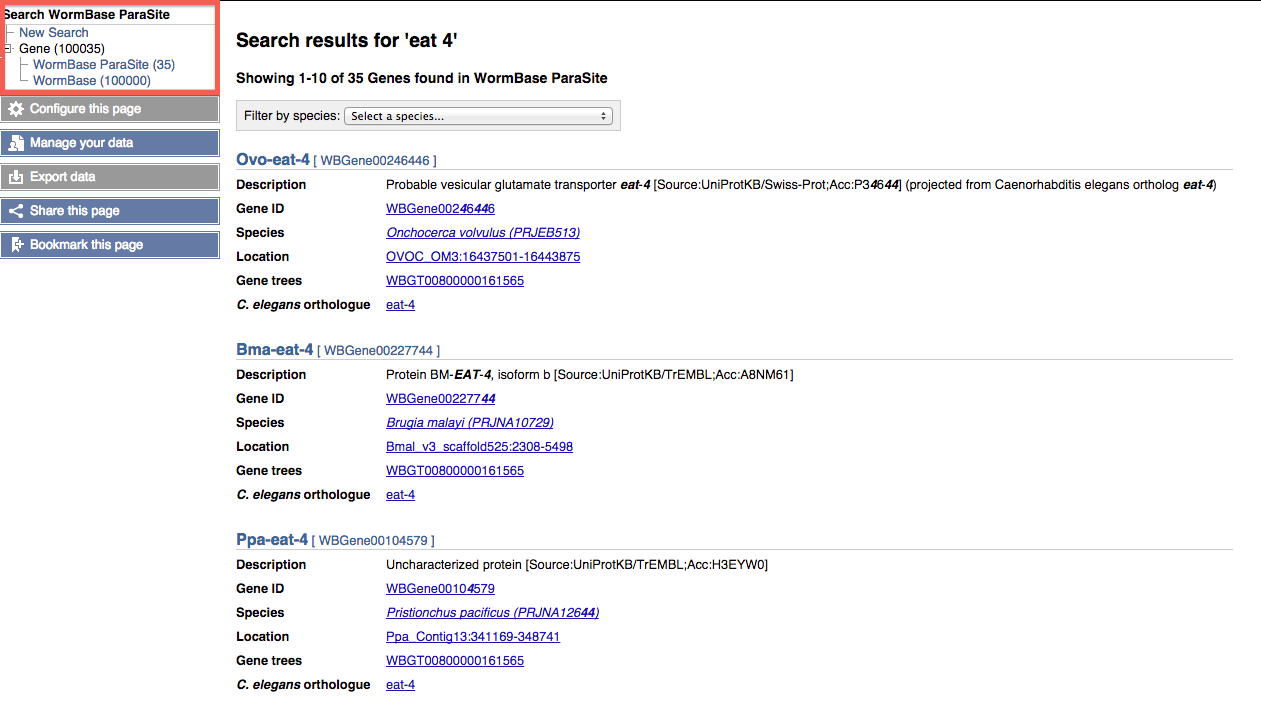 Search WormBase ParaSite
New Search
Gene (100035)
WormBase ParaSite (35)
WormBase (100000)
Configure this page
Manage your data
Export data
Share this page
Bookmark this page
Search results for 'eat 4'
Showing 1-10 of 35 Genes found in WormBase ParaSite
Filter by species: Select a species...
Ovo-eat-4 [ WBGene00246446 ]
Description Probable vesicular glutamate transporter eat-4 [Source:UniProtKB/Swiss-Prot;Acc:P34644] (projected from Caenorhabditis elegans ortholog eat-4)
Gene ID WBGene00246446
Species Onchocerca volvulus (PRJEB513)
Location OVOC_OM3:16437501-16443875
Gene trees WBGT00800000161565
C. elegans orthologue eat-4
Bma-eat-4 [ WBGene00227744 ]
Description Protein BM-EAT-4, isoform b [Source:UniProtKB/TrEMBL;Acc:A8NM61]
Gene ID WBGene00227744
Species Brugia malayi (PRJNA10729)
Location Bmal_v3_scaffold525:2308-5498
Gene trees WBGT00800000161565
C. elegans orthologue eat-4
Ppa-eat-4 [ WBGene00104579 ]
Description Uncharacterized protein [Source:UniProtKB/TrEMBL;Acc:H3EYW0]
Gene ID WBGene00104579
Species Pristionchus pacificus (PRJNA12644)
Location Ppa_Contig13:341169-348741
Gene trees WBGT00800000161565
C. elegans orthologue eat-4